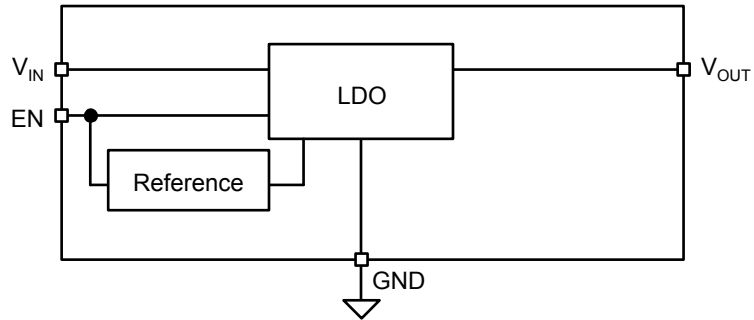 V_IN
LDO
V_OUT
EN
Reference
GND